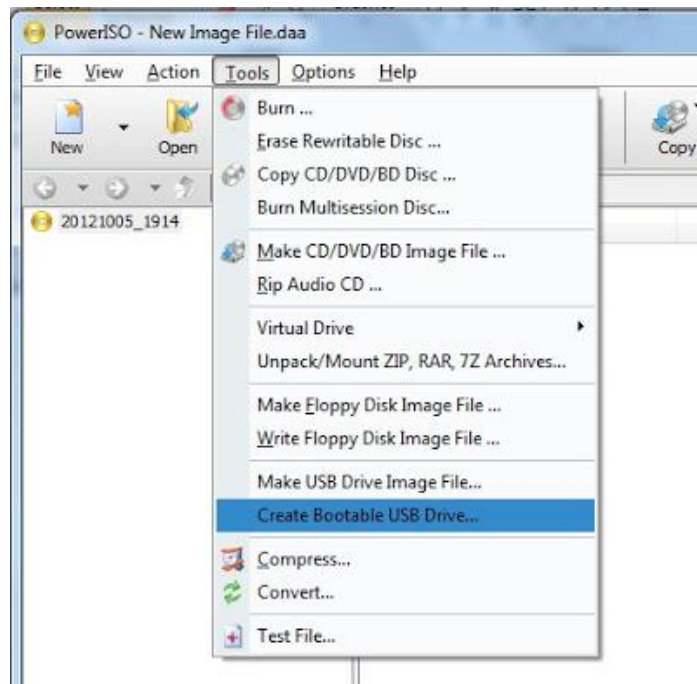 PowerISO - New Image File.daa
File View Action Tools Options Help
New Open Copy
20121005_1914
Burn ...
Erase Rewritable Disc ...
Copy CD/DVD/BD Disc ...
Burn Multisession Disc...
Make CD/DVD/BD Image File ...
Rip Audio CD ...
Virtual Drive
Unpack/Mount ZIP, RAR, 7Z Archives...
Make Floppy Disk Image File ...
Write Floppy Disk Image File ...
Make USB Drive Image File...
Create Bootable USB Drive...
Compress...
Convert...
Test File...